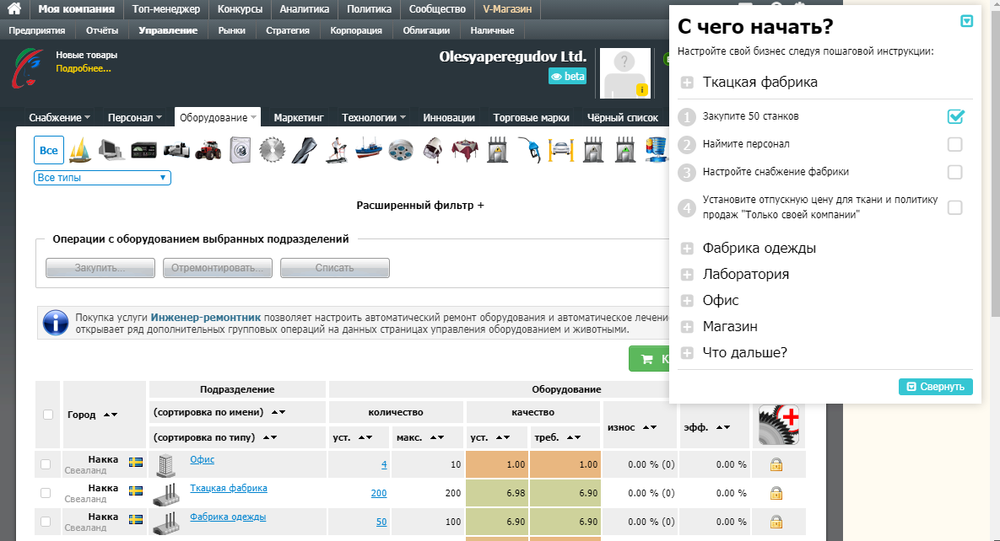 Моя компания Топ-менеджер Конкурсы Аналитика Политика Сообщество V-Магазин
Предприятия Отчёты Управление Рынки Стратегия Корпорация Облигации Наличные
Новые товары
Подробнее...
Olesyaperegudov Ltd.
beta
Снабжение Персонал Оборудование Маркетинг Технологии Инновации Торговые марки Чёрный список
Все
Все типы
Расширенный фильтр +
Операции с оборудованием выбранных подразделений
Закупить... Отремонтировать... Списать
Покупка услуги Инженер-ремонтник позволяет настроить автоматический ремонт оборудования и автоматическое лечени
открывает ряд дополнительных групповых операций на данных страницах управления оборудованием и животными.
К
Город
Подразделение
(сортировка по имени)
(сортировка по типу)
Оборудование
количество качество
уст. макс. уст. треб. износ эфф.
Накка
Свеаланд
Офис 4 10 1.00 1.00 0.00 % (0) 0.00 %
Накка
Свеаланд
Ткацкая фабрика 200 200 6.98 6.90 0.00 % (0) 0.00 %
Накка
Свеаланд
Фабрика одежды 50 100 6.90 6.90 0.00 % (0) 0.00 %
С чего начать?
Настройте свой бизнес следуя пошаговой инструкции:
Ткацкая фабрика
1 Закупите 50 станков
2 Наймите персонал
3 Настройте снабжение фабрики
4 Установите отпускную цену для ткани и политику
продаж "Только своей компании"
Фабрика одежды
Лаборатория
Офис
Магазин
Что дальше?
Свернуть